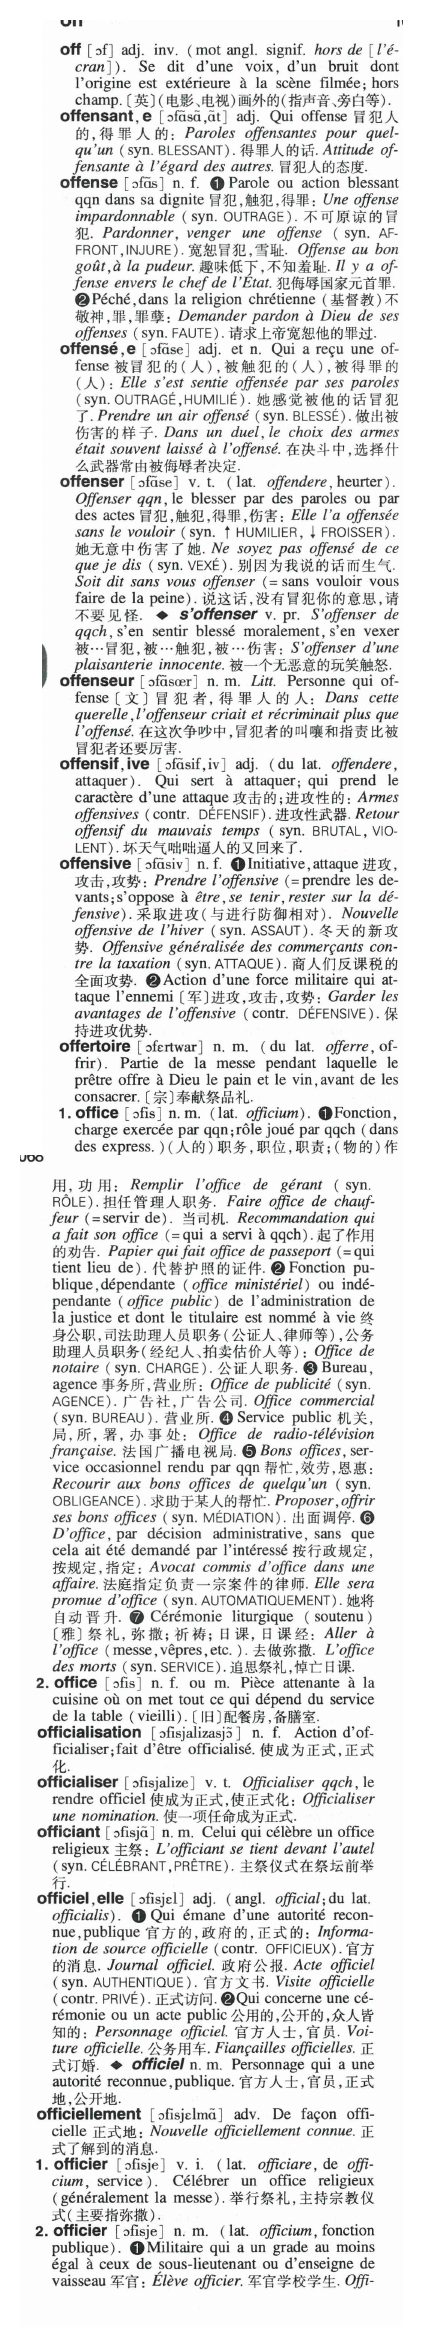 off [ɔf] adj. inv. (mot angl. signif. hors de [l'é-
cran]). Se dit d'une voix, d'un bruit dont
l'origine est extérieure à la scène filmée; hors
champ. [英](电影、电视)画外的(指声音、旁白等).
offensant, e [ɔfɑ̃sɑ̃,ɑ̃t] adj. Qui offense 冒犯人
的,得罪人的: Paroles offensantes pour quel-
qu'un (syn. BLESSANT). 得罪人的话. Attitude of-
fensante à l'égard des autres. 冒犯人的态度.
offense [ɔfɑ̃s] n. f. ❶ Parole ou action blessant
qqn dans sa dignite 冒犯,触犯,得罪: Une offense
impardonnable (syn. OUTRAGE). 不可原谅的冒
犯. Pardonner, venger une offense (syn. AF-
FRONT,INJURE). 宽恕冒犯,雪耻. Offense au bon
goût,à la pudeur. 趣味低下,不知羞耻. Il y a of-
fense envers le chef de l'État. 犯侮辱国家元首罪.
❷Péché,dans la religion chrétienne (基督教)不
敬神,罪,罪孽: Demander pardon à Dieu de ses
offenses (syn. FAUTE). 请求上帝宽恕他的罪过.
offensé,e [ɔfɑ̃se] adj. et n. Qui a reçu une of-
fense 被冒犯的(人),被触犯的(人),被得罪的
(人): Elle s'est sentie offensée par ses paroles
(syn. OUTRAGÉ,HUMILIÉ). 她感觉被他的话冒犯
了. Prendre un air offensé (syn. BLESSÉ). 做出被
伤害的样子. Dans un duel,le choix des armes
était souvent laissé à l'offensé. 在决斗中,选择什
么武器常由被侮辱者决定.
offenser [ɔfɑ̃se] v. t. (lat. offendere, heurter).
Offenser qqn, le blesser par des paroles ou par
des actes 冒犯,触犯,得罪,伤害: Elle l'a offensée
sans le vouloir (syn. ↑ HUMILIER, ↓ FROISSER).
她无意中伤害了她. Ne soyez pas offensé de ce
que je dis (syn. VEXÉ). 别因为我说的话而生气.
Soit dit sans vous offenser (= sans vouloir vous
faire de la peine). 说这话,没有冒犯你的意思,请
不要见怪. ◆ s'offenser v. pr. S'offenser de
qqch, s'en sentir blessé moralement, s'en vexer
被…冒犯,被…触犯,被…伤害: S'offenser d'une
plaisanterie innocente. 被一个无恶意的玩笑触怒.
offenseur [ɔfɑ̃sœr] n. m. Litt. Personne qui of-
fense [文] 冒犯者, 得罪人的人: Dans cette
querelle,l'offenseur criait et récriminait plus que
l'offensé. 在这次争吵中,冒犯者的叫嚷和指责比被
冒犯者还要厉害.
offensif,ive [ɔfɑ̃sif,iv] adj. (du lat. offendere,
attaquer). Qui sert à attaquer; qui prend le
caractère d'une attaque 攻击的;进攻性的: Armes
offensives (contr. DÉFENSIF). 进攻性武器. Retour
offensif du mauvais temps (syn. BRUTAL, VIO-
LENT). 坏天气咄咄逼人的又回来了.
offensive [ɔfɑ̃siv] n. f. ❶Initiative,attaque 进攻,
攻击,攻势: Prendre l'offensive (=prendre les de-
vants;s'oppose à être,se tenir,rester sur la dé-
fensive). 采取进攻(与进行防御相对). Nouvelle
offensive de l'hiver (syn. ASSAUT). 冬天的新攻
势. Offensive généralisée des commerçants con-
tre la taxation (syn. ATTAQUE). 商人们反课税的
全面攻势. ❷Action d'une force militaire qui at-
taque l'ennemi [军]进攻,攻击,攻势: Garder les
avantages de l'offensive (contr. DÉFENSIVE). 保
持进攻优势.
offertoire [ɔfɛrtwar] n. m. (du lat. offerre, of-
frir). Partie de la messe pendant laquelle le
prêtre offre à Dieu le pain et le vin,avant de les
consacrer. [宗]奉献祭品礼.
1. office [ɔfis] n. m. (lat. officium). ❶Fonction,
charge exercée par qqn;rôle joué par qqch (dans
des express. )(人的)职务,职位,职责;(物的)作
用, 功用: Remplir l'office de gérant (syn.
RÔLE). 担任管理人职务. Faire office de chauf-
feur (=servir de). 当司机. Recommandation qui
a fait son office (=qui a servi à qqch). 起了作用
的劝告. Papier qui fait office de passeport (=qui
tient lieu de). 代替护照的证件. ❷ Fonction pu-
blique,dépendante (office ministériel) ou indé-
pendante (office public) de l'administration de
la justice et dont le titulaire est nommé à vie 终
身公职,司法助理人员职务(公证人、律师等),公务
助理人员职务(经纪人、拍卖估价人等): Office de
notaire (syn. CHARGE). 公证人职务. ❸ Bureau,
agence 事务所,营业所: Office de publicité (syn.
AGENCE). 广告社,广告公司. Office commercial
(syn. BUREAU). 营业所. ❹ Service public 机关,
局, 所, 署, 办事处: Office de radio-télévision
française. 法国广播电视局. ❺ Bons offices, ser-
vice occasionnel rendu par qqn 帮忙,效劳,恩惠:
Recourir aux bons offices de quelqu'un (syn.
OBLIGEANCE). 求助于某人的帮忙. Proposer,offrir
ses bons offices (syn. MÉDIATION). 出面调停. ❻
D'office, par décision administrative, sans que
cela ait été demandé par l'intéressé 按行政规定,
按规定,指定: Avocat commis d'office dans une
affaire. 法庭指定负责一宗案件的律师. Elle sera
promue d'office (syn. AUTOMATIQUEMENT). 她将
自动晋升. ❼ Cérémonie liturgique (soutenu)
[雅]祭礼, 弥撒; 祈祷; 日课, 日课经: Aller à
l'office (messe,vêpres,etc. ). 去做弥撒. L'office
des morts (syn. SERVICE). 追思祭礼,悼亡日课.
2. office [ɔfis] n. f. ou m. Pièce attenante à la
cuisine où on met tout ce qui dépend du service
de la table (vieilli). [旧]配餐房,备膳室.
officialisation [ɔfisjalizasjɔ̃] n. f. Action d'of-
ficialiser;fait d'être officialisé. 使成为正式,正式
化.
officialiser [ɔfisjalize] v. t. Officialiser qqch, le
rendre officiel 使成为正式,使正式化: Officialiser
une nomination. 使一项任命成为正式.
officiant [ɔfisjɑ̃] n. m. Celui qui célèbre un office
religieux 主祭: L'officiant se tient devant l'autel
(syn. CÉLÉBRANT,PRÊTRE). 主祭仪式在祭坛前举
行.
officiel,elle [ɔfisjɛl] adj. (angl. official;du lat.
officialis). ❶ Qui émane d'une autorité recon-
nue,publique 官方的,政府的,正式的: Informa-
tion de source officielle (contr. OFFICIEUX). 官方
的消息. Journal officiel. 政府公报. Acte officiel
(syn. AUTHENTIQUE). 官方文书. Visite officielle
(contr. PRIVÉ). 正式访问. ❷Qui concerne une cé-
rémonie ou un acte public 公用的,公开的,众人皆
知的: Personnage officiel. 官方人士,官员. Voi-
ture officielle. 公务用车. Fiançailles officielles. 正
式订婚. ◆ officiel n. m. Personnage qui a une
autorité reconnue,publique. 官方人士,官员,正式
地,公开地.
officiellement [ɔfisjɛlmɑ̃] adv. De façon offi-
cielle 正式地: Nouvelle officiellement connue. 正
式了解到的消息.
1. officier [ɔfisje] v. i. (lat. officiare, de offi-
cium, service). Célébrer un office religieux
(généralement la messe). 举行祭礼,主持宗教仪
式(主要指弥撒).
2. officier [ɔfisje] n. m. (lat. officium,fonction
publique). ❶Militaire qui a un grade au moins
égal à ceux de sous-lieutenant ou d'enseigne de
vaisseau 军官: Élève officier. 军官学校学生. Offi-